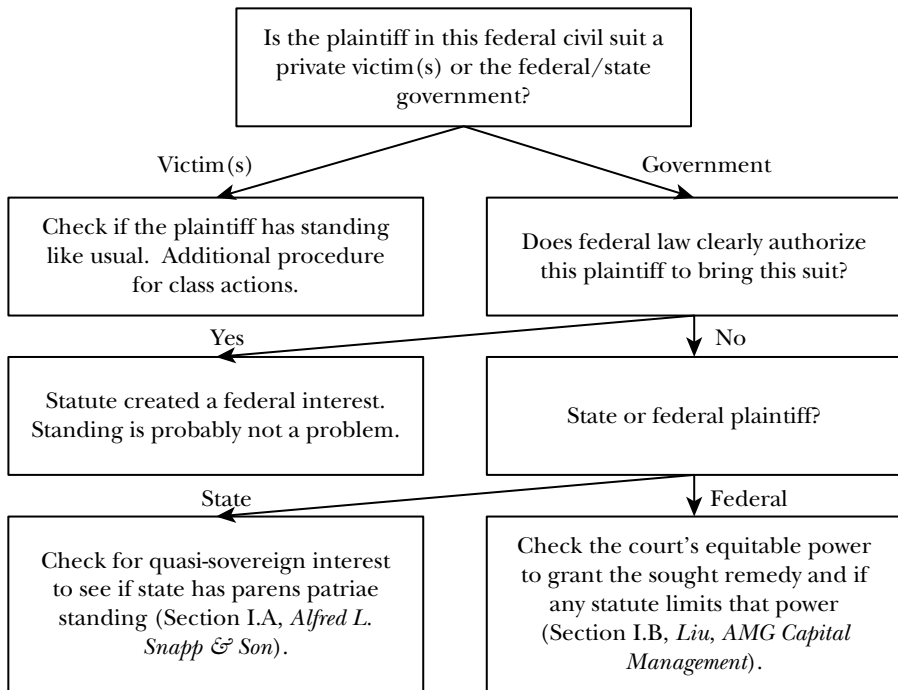 Is the plaintiff in this federal civil suit a
private victim(s) or the federal/state
government?
Victim(s)
Government
Check if the plaintiff has standing
like usual.  Additional procedure
for class actions.
Does federal law clearly authorize
this plaintiff to bring this suit?
Yes
No
Statute created a federal interest.
Standing is probably not a problem.
State or federal plaintiff?
State
Federal
Check for quasi-sovereign interest
to see if state has parens patriae
standing (Section I.A, Alfred L.
Snapp & Son).
Check the court’s equitable power
to grant the sought remedy and if
any statute limits that power
(Section I.B, Liu, AMG Capital
Management).